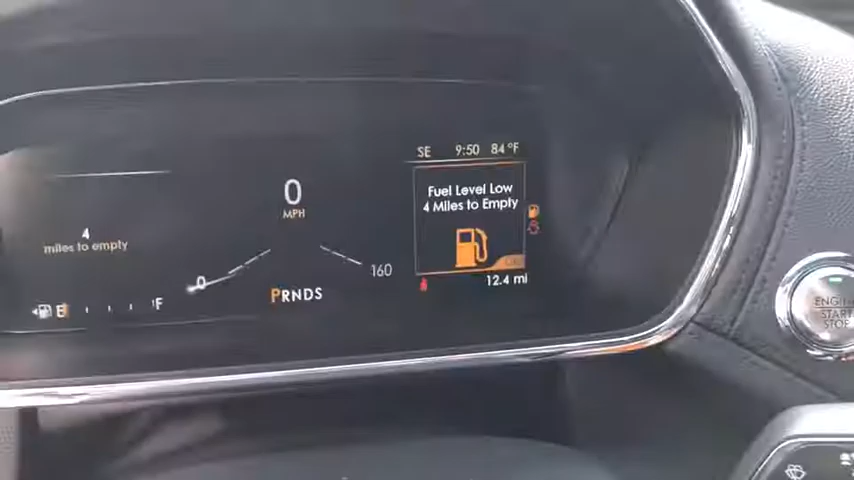 SE 9:50 84°F
Fuel Level Low
4 Miles to Empty
0
MPH
4
miles to empty
0
160
E F
PRNDS
12.4 mi
ENGINE
START
STOP